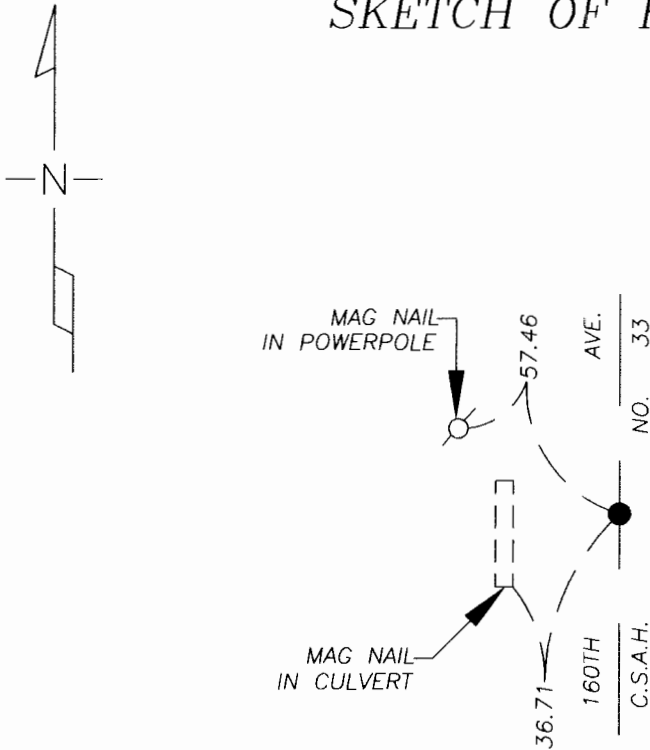 SKETCH OF
N
MAG NAIL
IN POWERPOLE
57.46
160TH AVE.
C.S.A.H. NO. 33
MAG NAIL
IN CULVERT
36.71